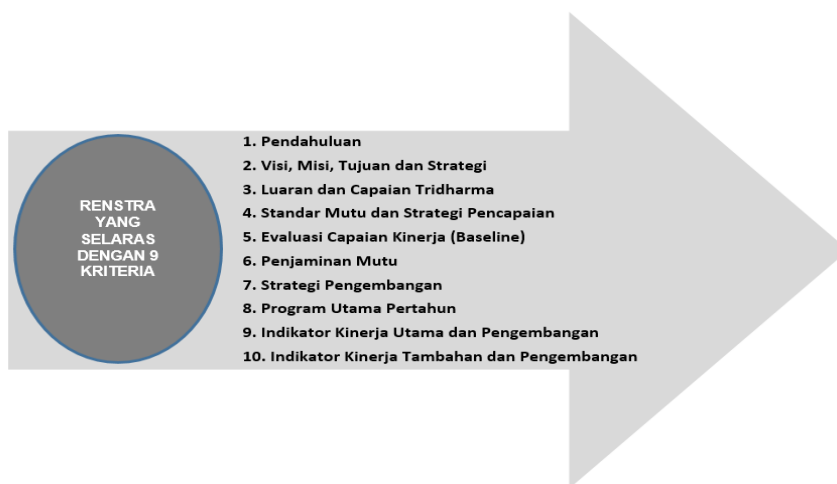 RENSTRA
YANG
SELARAS
DENGAN 9
KRITERIA
1. Pendahuluan
2. Visi, Misi, Tujuan dan Strategi
3. Luaran dan Capaian Tridharma
4. Standar Mutu dan Strategi Pencapaian
5. Evaluasi Capaian Kinerja (Baseline)
6. Penjaminan Mutu
7. Strategi Pengembangan
8. Program Utama Pertahun
9. Indikator Kinerja Utama dan Pengembangan
10. Indikator Kinerja Tambahan dan Pengembangan